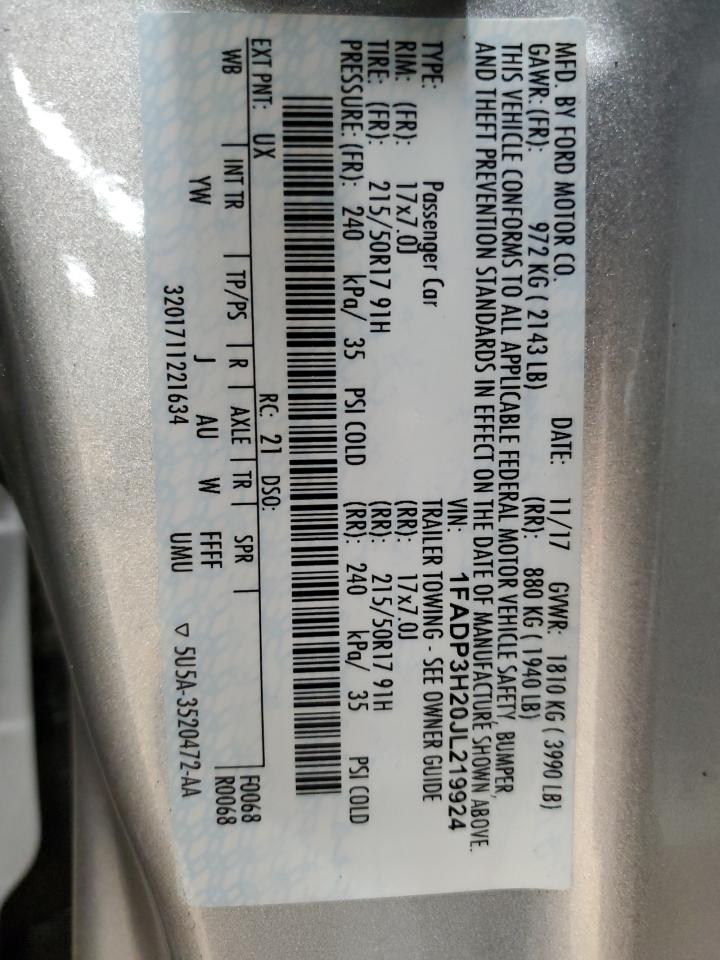 MFD. BY FORD MOTOR CO.
DATE: 11/17 GVWR: 1810 KG ( 3990 LB)
GAWR: (FR): 972 KG ( 2143 LB) (RR): 880 KG ( 1940 LB)
THIS VEHICLE CONFORMS TO ALL APPLICABLE FEDERAL MOTOR VEHICLE SAFETY, BUMPER,
AND THEFT PREVENTION STANDARDS IN EFFECT ON THE DATE OF MANUFACTURE SHOWN ABOVE.
VIN: 1FADP3H20JL219924
TYPE: Passenger Car TRAILER TOWING - SEE OWNER GUIDE
RIM: (FR): 17x7.0J (RR): 17x7.0J
TIRE: (FR): 215/50R17 91H (RR): 215/50R17 91H
PRESSURE: (FR): 240 kPa/ 35 PSI COLD (RR): 240 kPa/ 35 PSI COLD
EXT PNT: UX RC: 21 DSO: F0068
WB | INT TR | TP/PS | R | AXLE | TR | SPR | R0068
YW J AU W FFFF
3201711221634 UMU ▽ 5U5A-3520472-AA